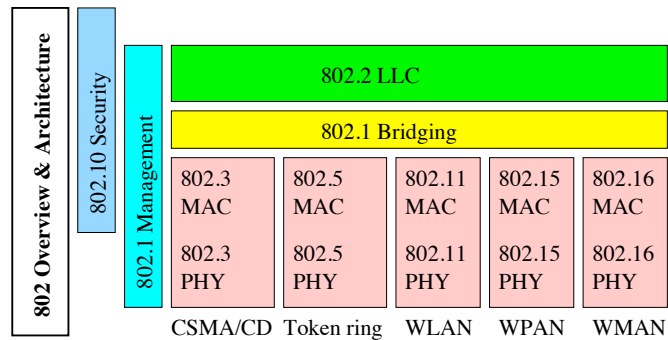 802 Overview & Architecture
802.10 Security
802.1 Management
802.2 LLC
802.1 Bridging
802.3
MAC
802.3
PHY
802.5
MAC
802.5
PHY
802.11
MAC
802.11
PHY
802.15
MAC
802.15
PHY
802.16
MAC
802.16
PHY
CSMA/CD
Token ring
WLAN
WPAN
WMAN